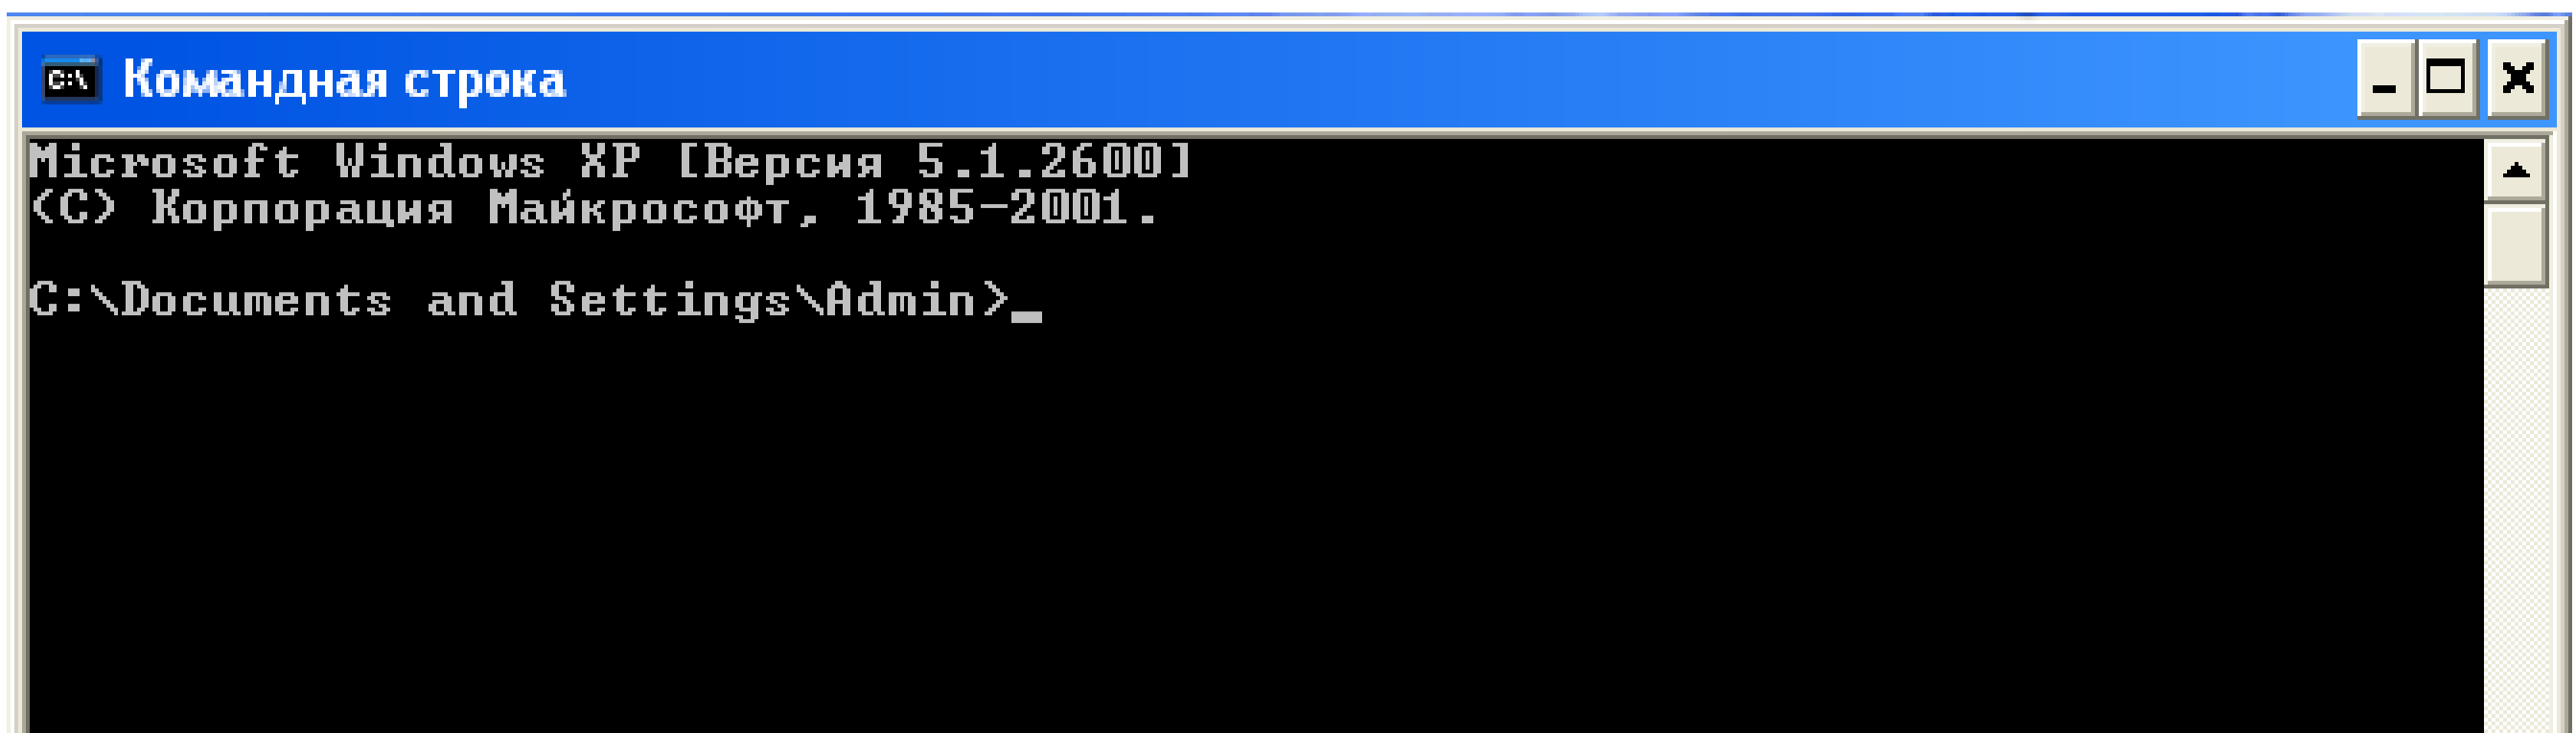 C:\
Командная строка
Microsoft Windows XP [Версия 5.1.2600]
(С) Корпорация Майкрософт, 1985-2001.
C:\Documents and Settings\Admin>_